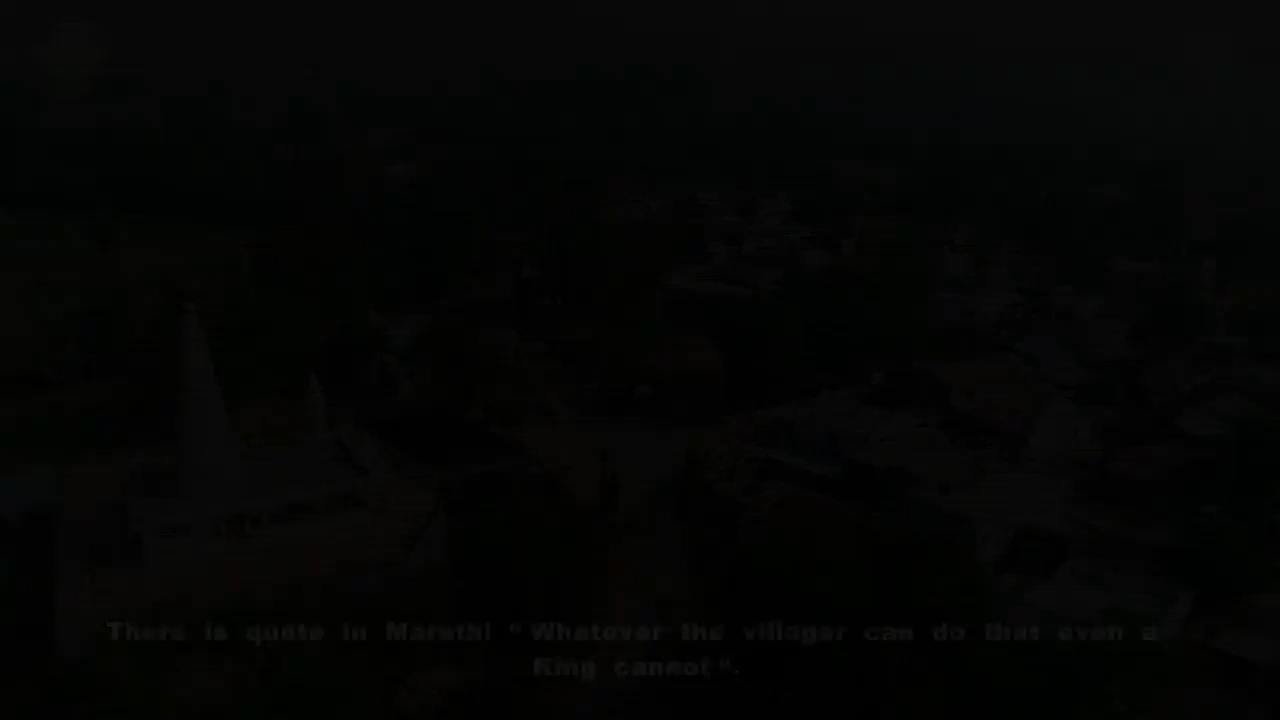 There is quote in Marathi " Whatever the villager can do that even a
King cannot ".